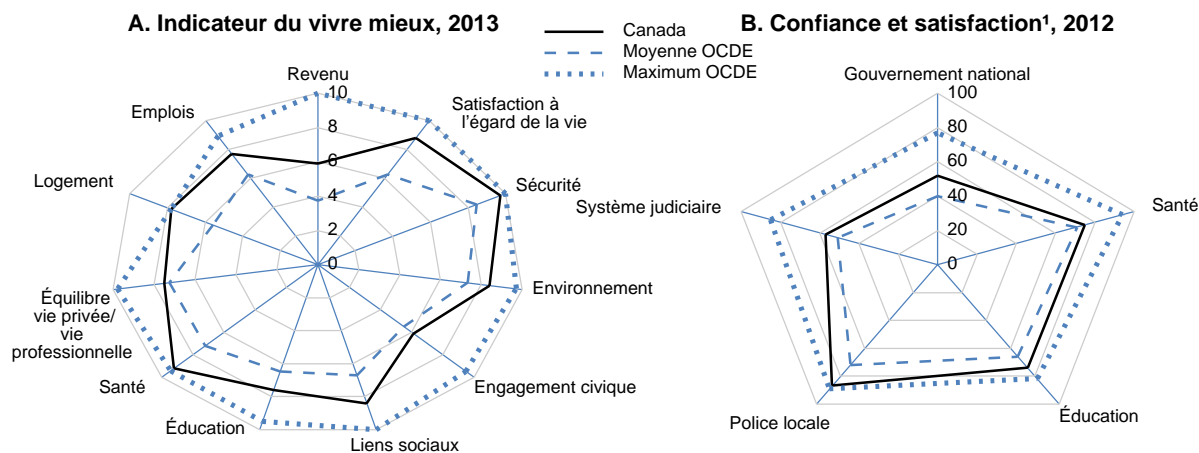 A. Indicateur du vivre mieux, 2013
Canada
Moyenne OCDE
Maximum OCDE
B. Confiance et satisfaction¹, 2012
Revenu
10
8
6
4
2
0
Satisfaction à
l'égard de la vie
Sécurité
Environnement
Engagement civique
Liens sociaux
Éducation
Santé
Équilibre
vie privée/
vie
professionnelle
Logement
Emplois
Gouvernement national
100
80
60
40
20
0
Santé
Éducation
Police locale
Système judiciaire